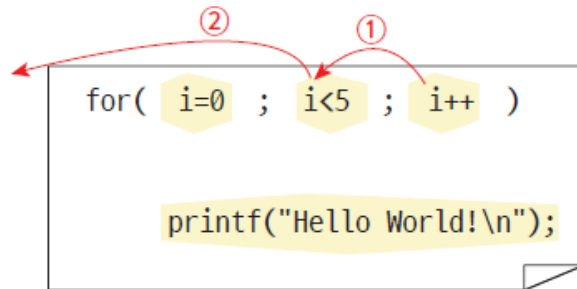 ② ①
for( i=0 ; i<5 ; i++ )
printf("Hello World!\n");